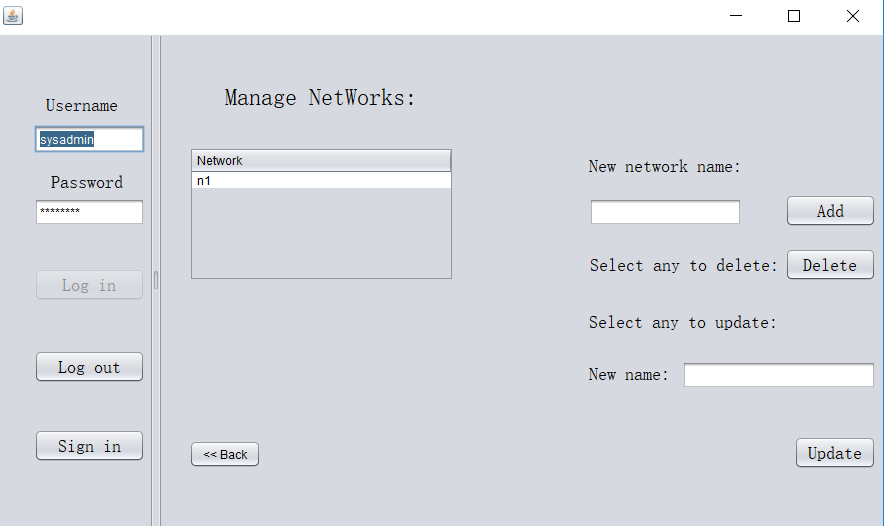 Username
sysadmin
Password
********
Log in
Log out
Sign in
Manage NetWorks:
Network
n1
<< Back
New network name:
Add
Select any to delete:
Delete
Select any to update:
New name:
Update